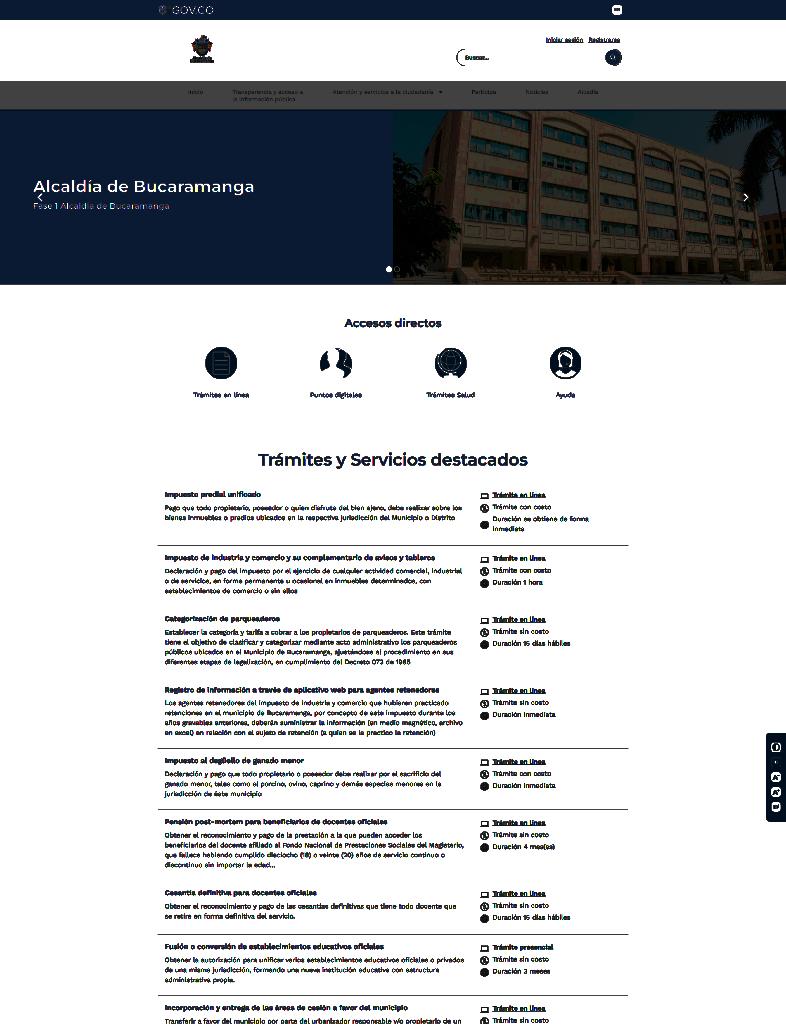 GOV.CO
Iniciar sesión Registrarse
Buscar...
Inicio
Transparencia y acceso a
la información pública
Atención y servicios a la ciudadanía
Participa
Noticias
Alcaldía
Alcaldía de Bucaramanga
Fase 1 Alcaldía de Bucaramanga
Accesos directos
Trámites en línea
Puntos digitales
Trámites Salud
Ayuda
Trámites y Servicios destacados
Impuesto predial unificado
Pago que todo propietario, poseedor o quien disfrute del bien ajeno, debe realizar sobre los
bienes inmuebles o predios ubicados en la respectiva jurisdicción del Municipio o Distrito
Trámite en línea
Trámite con costo
Duración se obtiene de forma
inmediata
Impuesto de industria y comercio y su complementario de avisos y tableros
Declaración y pago del impuesto por el ejercicio de cualquier actividad comercial, industrial
o de servicios, en forma permanente u ocasional en inmuebles determinados, con
establecimientos de comercio o sin ellos
Trámite en línea
Trámite con costo
Duración 1 hora
Categorización de parqueaderos
Establecer la categoría y tarifa a cobrar a los propietarios de parqueaderos. Este trámite
tiene el objetivo de clasificar y categorizar mediante acto administrativo los parqueaderos
públicos ubicados en el Municipio de Bucaramanga, ajustándose al procedimiento en sus
diferentes etapas de legalización, en cumplimiento del Decreto 073 de 1985
Trámite en línea
Trámite sin costo
Duración 15 días hábiles
Registro de información a través de aplicativo web para agentes retenedores
Los agentes retenedores del impuesto de industria y comercio que hubieren practicado
retenciones en el municipio de Bucaramanga, por concepto de este impuesto durante los
años gravables anteriores, deberán suministrar la información (en medio magnético, archivo
en excel) en relación con el sujeto de retención (a quien se le practico la retención)
Trámite en línea
Trámite sin costo
Duración inmediata
Impuesto al degüello de ganado menor
Declaración y pago que todo propietario o poseedor debe realizar por el sacrificio del
ganado menor, tales como el porcino, ovino, caprino y demás especies menores en la
jurisdicción de éste municipio
Trámite en línea
Trámite con costo
Duración inmediata
Pensión post-mortem para beneficiarios de docentes oficiales
Obtener el reconocimiento y pago de la prestación a la que pueden acceder los
beneficiarios del docente afiliado al Fondo Nacional de Prestaciones Sociales del Magisterio,
que fallece habiendo cumplido dieciocho (18) o veinte (20) años de servicio continuo o
discontinuo sin importar la edad...
Trámite en línea
Trámite sin costo
Duración 4 mes(es)
Cesantía definitiva para docentes oficiales
Obtener el reconocimiento y pago de las cesantías definitivas que tiene todo docente que
se retire en forma definitiva del servicio.
Trámite en línea
Trámite sin costo
Duración 15 días hábiles
Fusión o conversión de establecimientos educativos oficiales
Obtener la autorización para unificar varios establecimientos educativos oficiales o privados
de una misma jurisdicción, formando una nueva institución educativa con estructura
administrativa propia.
Trámite presencial
Trámite sin costo
Duración 3 meses
Incorporación y entrega de las áreas de cesión a favor del municipio
Transferir a favor del municipio por parte del urbanizador responsable y/o propietario de un
Trámite en línea
Trámite sin costo